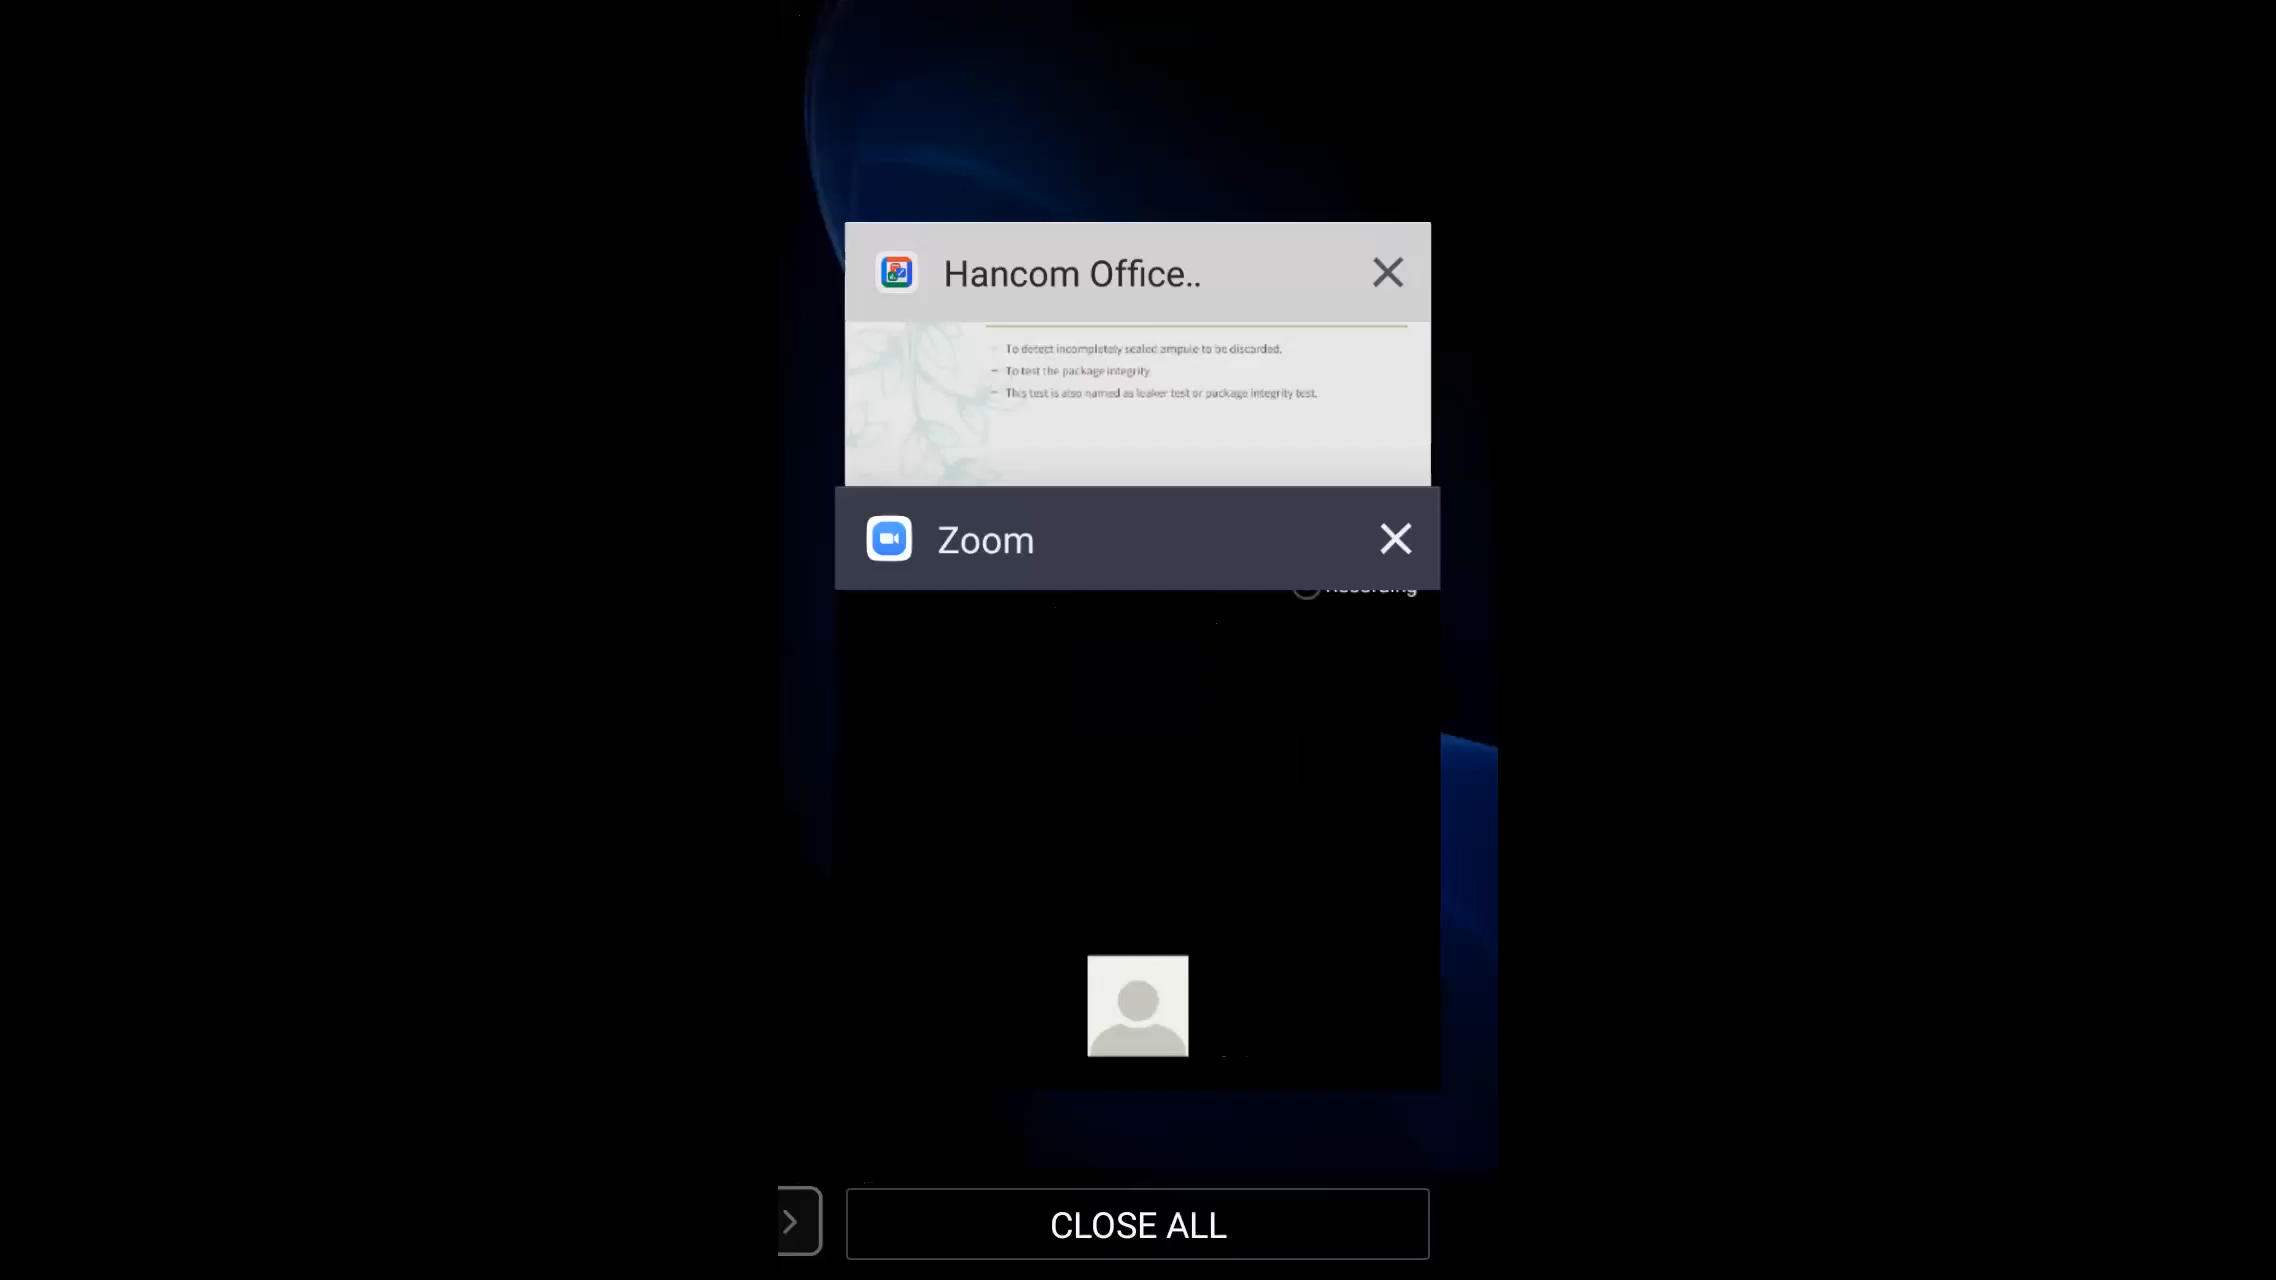 Hancom Office..
To detect incompletely sealed ampule to be discarded.
– To test the package integrity.
– This test is also named as leaker test or package integrity test.
Zoom
Recording
CLOSE ALL